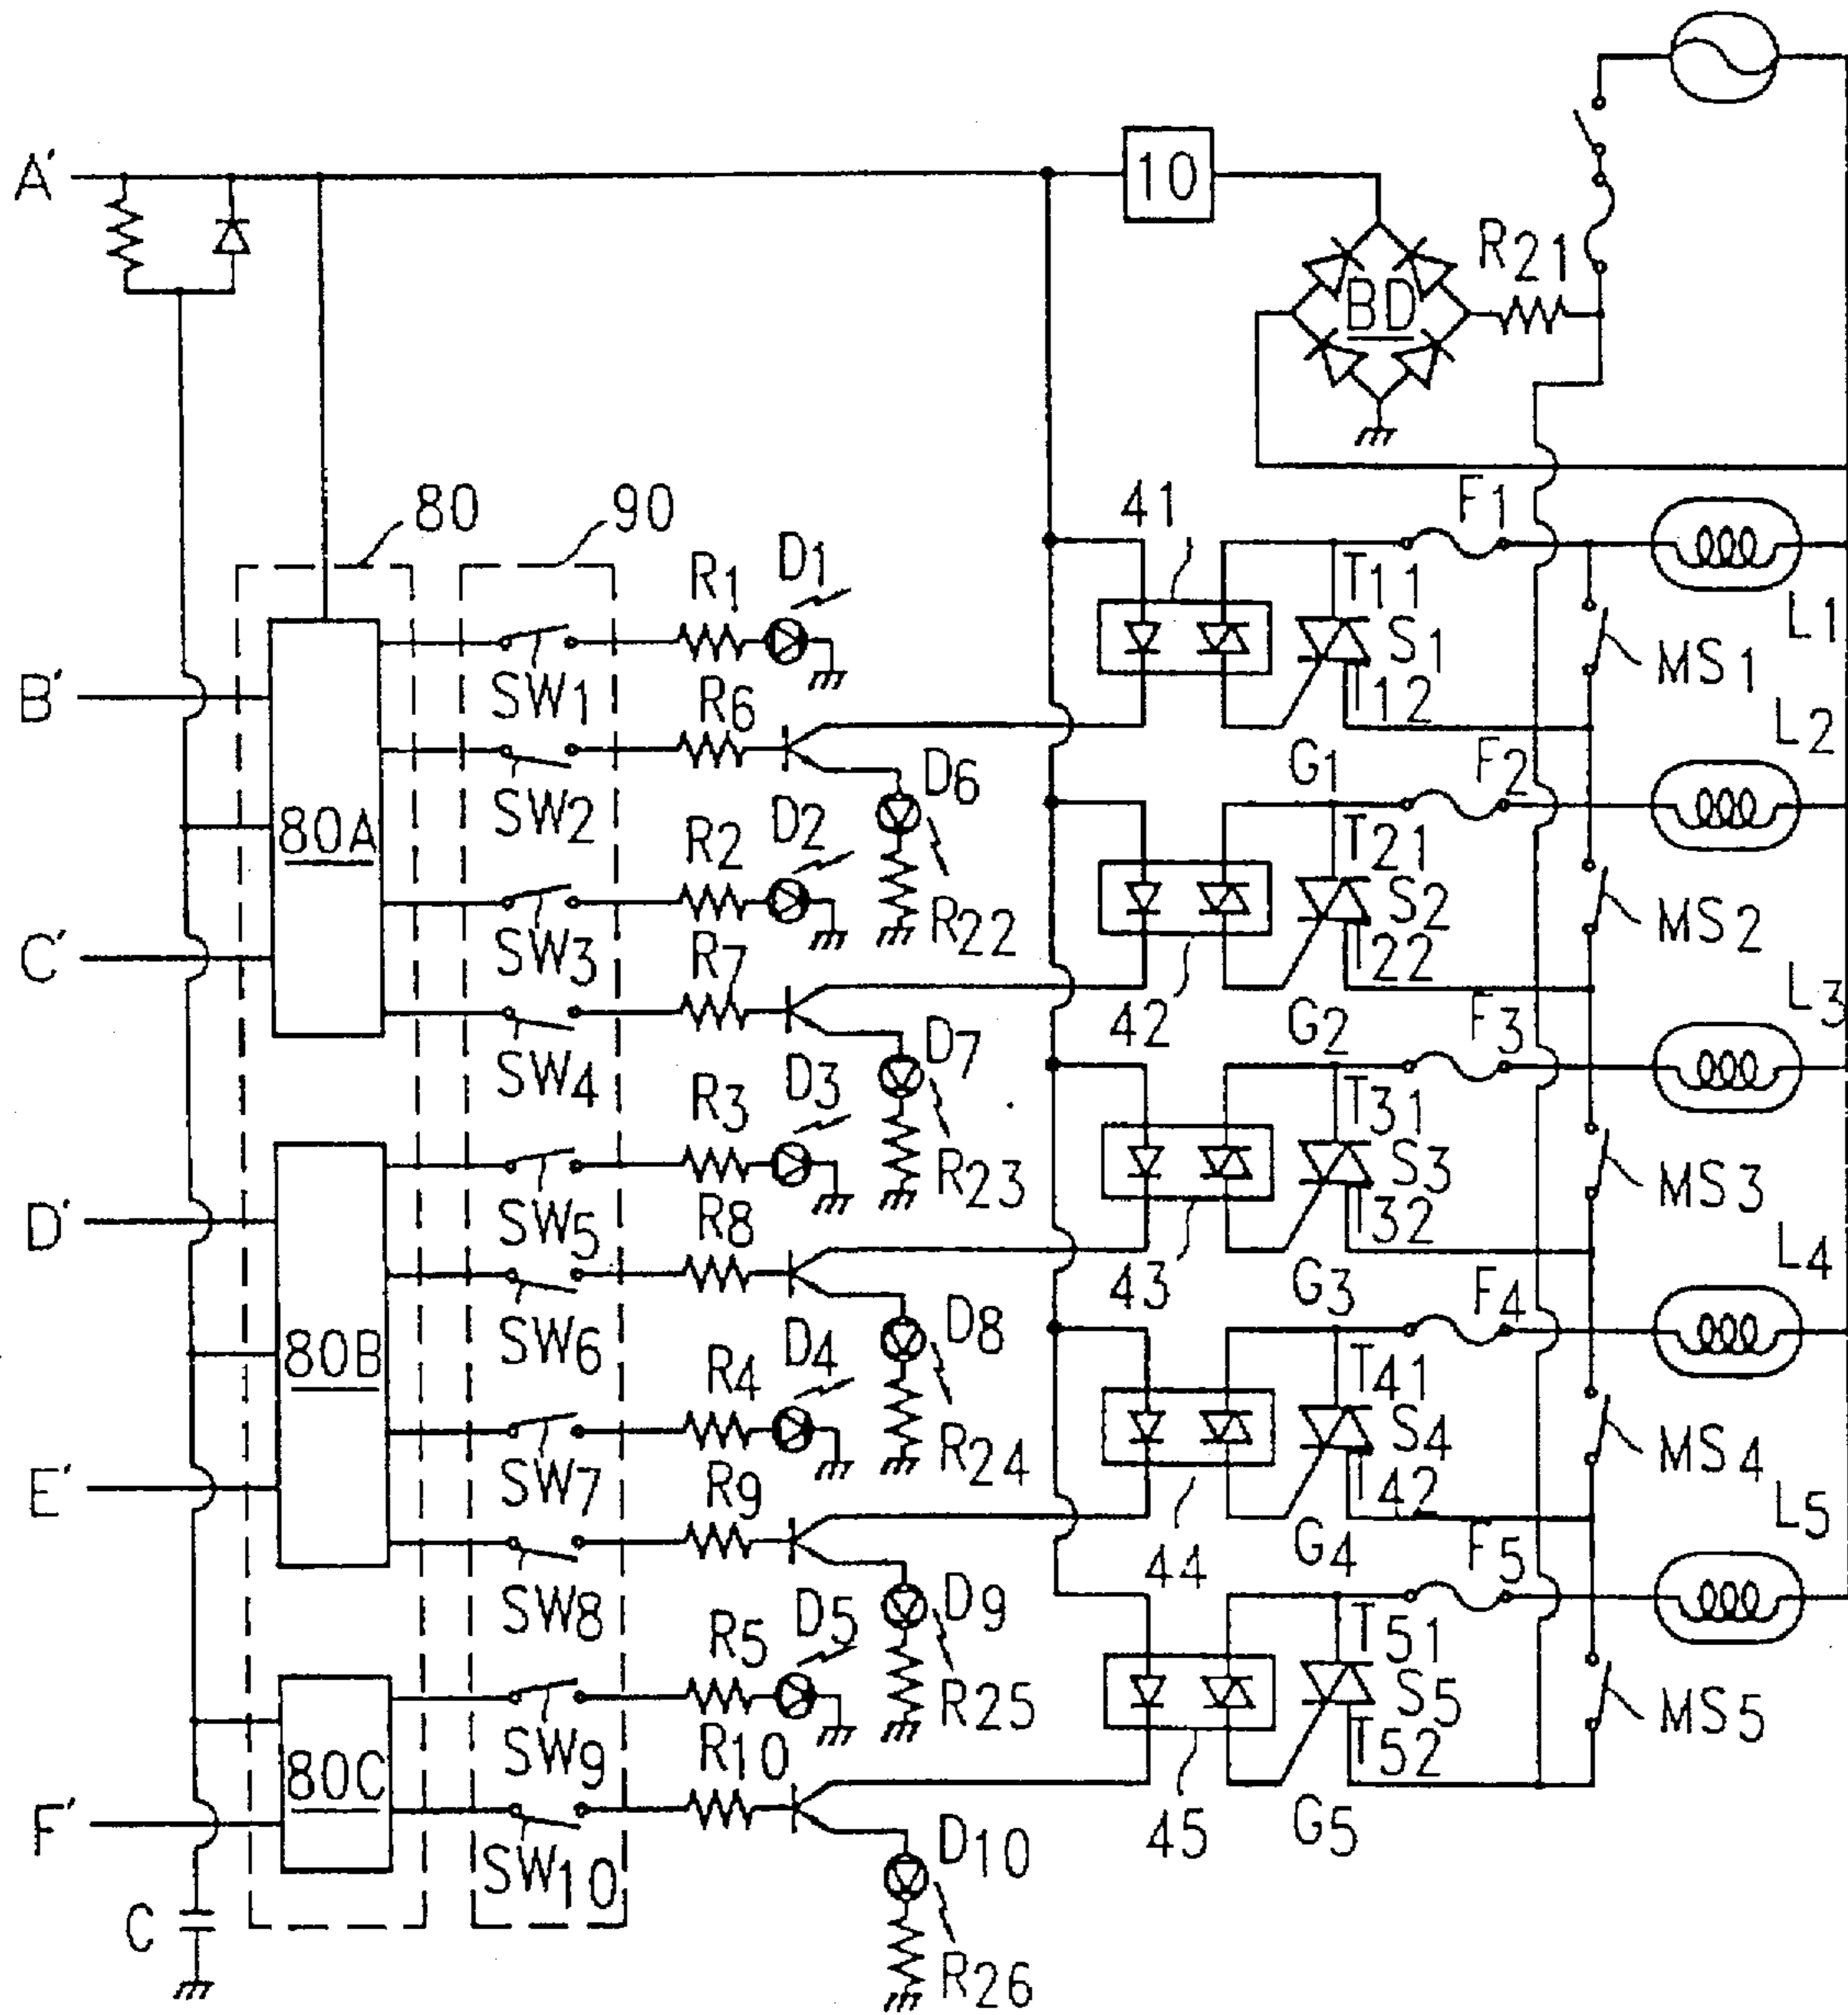 A'
10
R21
BD
80
90
41
F1
R1
D1
T11
S1
L1
MS1
B'
SW1
R6
T12
L2
80A
SW2
D6
G1
F2
R2
D2
T21
S2
MS2
R22
C'
SW3
R7
T22
42
G2
F3
L3
SW4
D7
R3
D3
T31
S3
MS3
R23
D'
SW5
R8
T32
43
G3
F4
L4
80B
SW6
D8
R4
D4
T41
S4
MS4
R24
E'
SW7
R9
T42
44
G4
F5
L5
SW8
D9
R5
D5
T51
S5
MS5
R25
SW9
R10
T52
80C
F'
45
G5
SW10
D10
C
R26